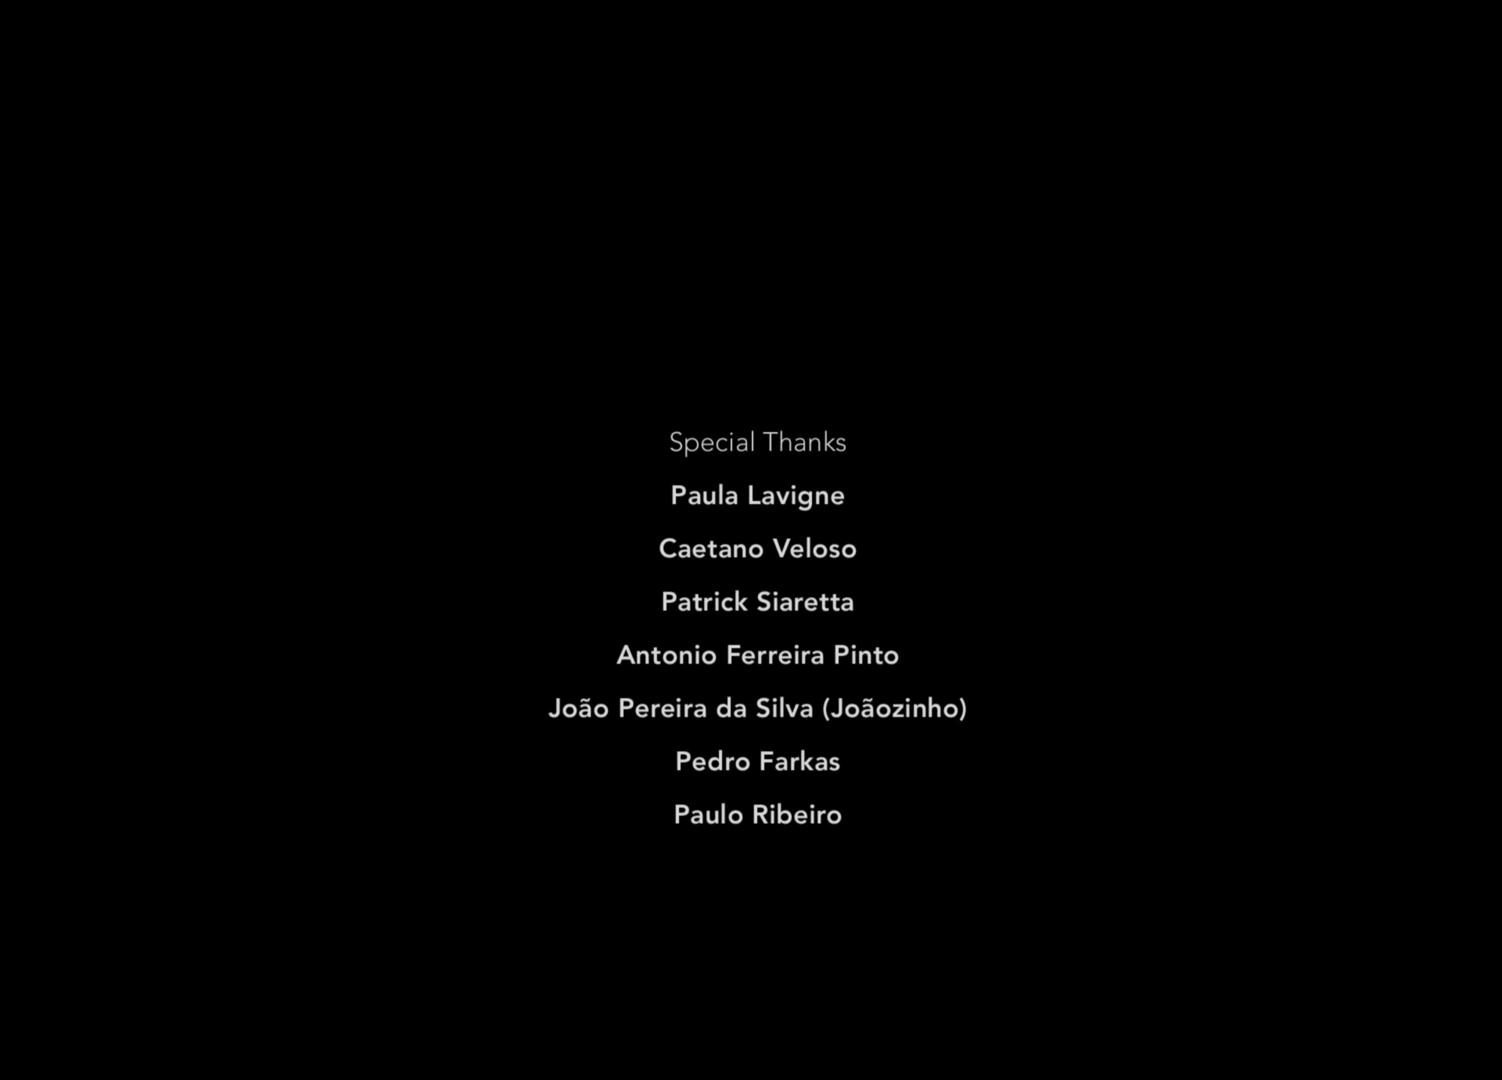 Special Thanks
Paula Lavigne
Caetano Veloso
Patrick Siaretta
Antonio Ferreira Pinto
João Pereira da Silva (Joãozinho)
Pedro Farkas
Paulo Ribeiro